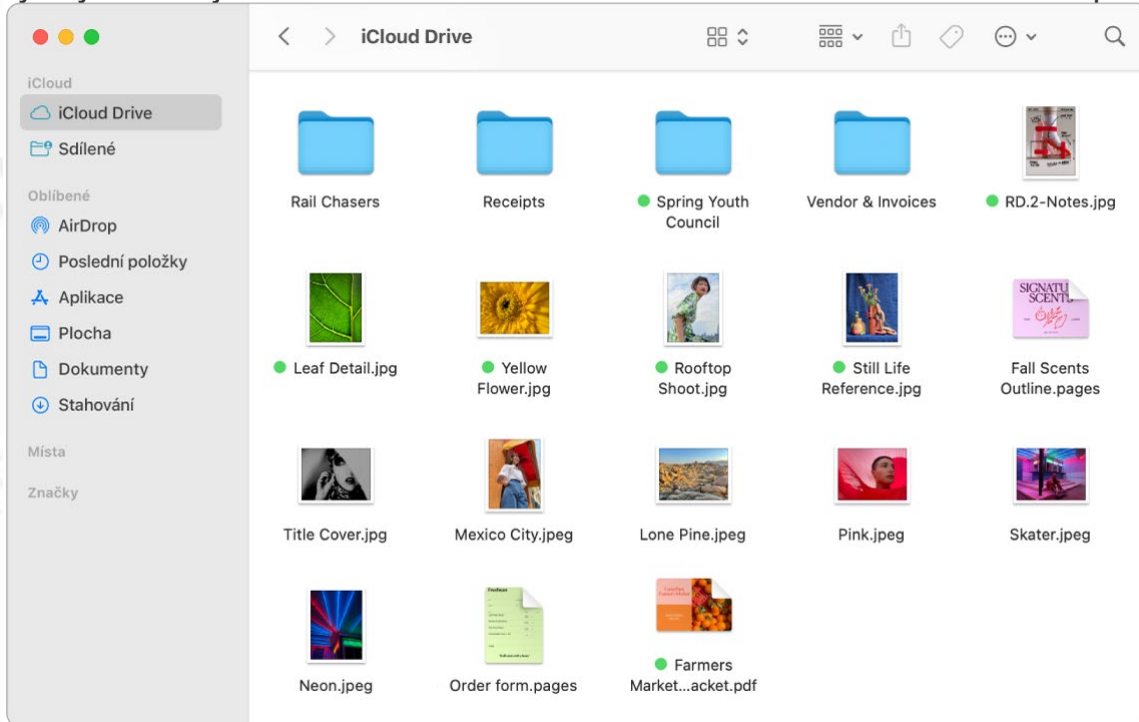 iCloud Drive
iCloud
iCloud Drive
Sdílené
Oblíbené
AirDrop
Poslední položky
Aplikace
Plocha
Dokumenty
Stahování
Místa
Značky
Rail Chasers
Receipts
Spring Youth
Council
Vendor & Invoices
RD.2-Notes.jpg
Leaf Detail.jpg
Yellow
Flower.jpg
Rooftop
Shoot.jpg
Still Life
Reference.jpg
SIGNATU
SCENTS
Fall Scents
Outline.pages
Title Cover.jpg
Mexico City.jpeg
Lone Pine.jpeg
Pink.jpeg
Skater.jpeg
Neon.jpeg
Order form.pages
Farmers
Market...acket.pdf